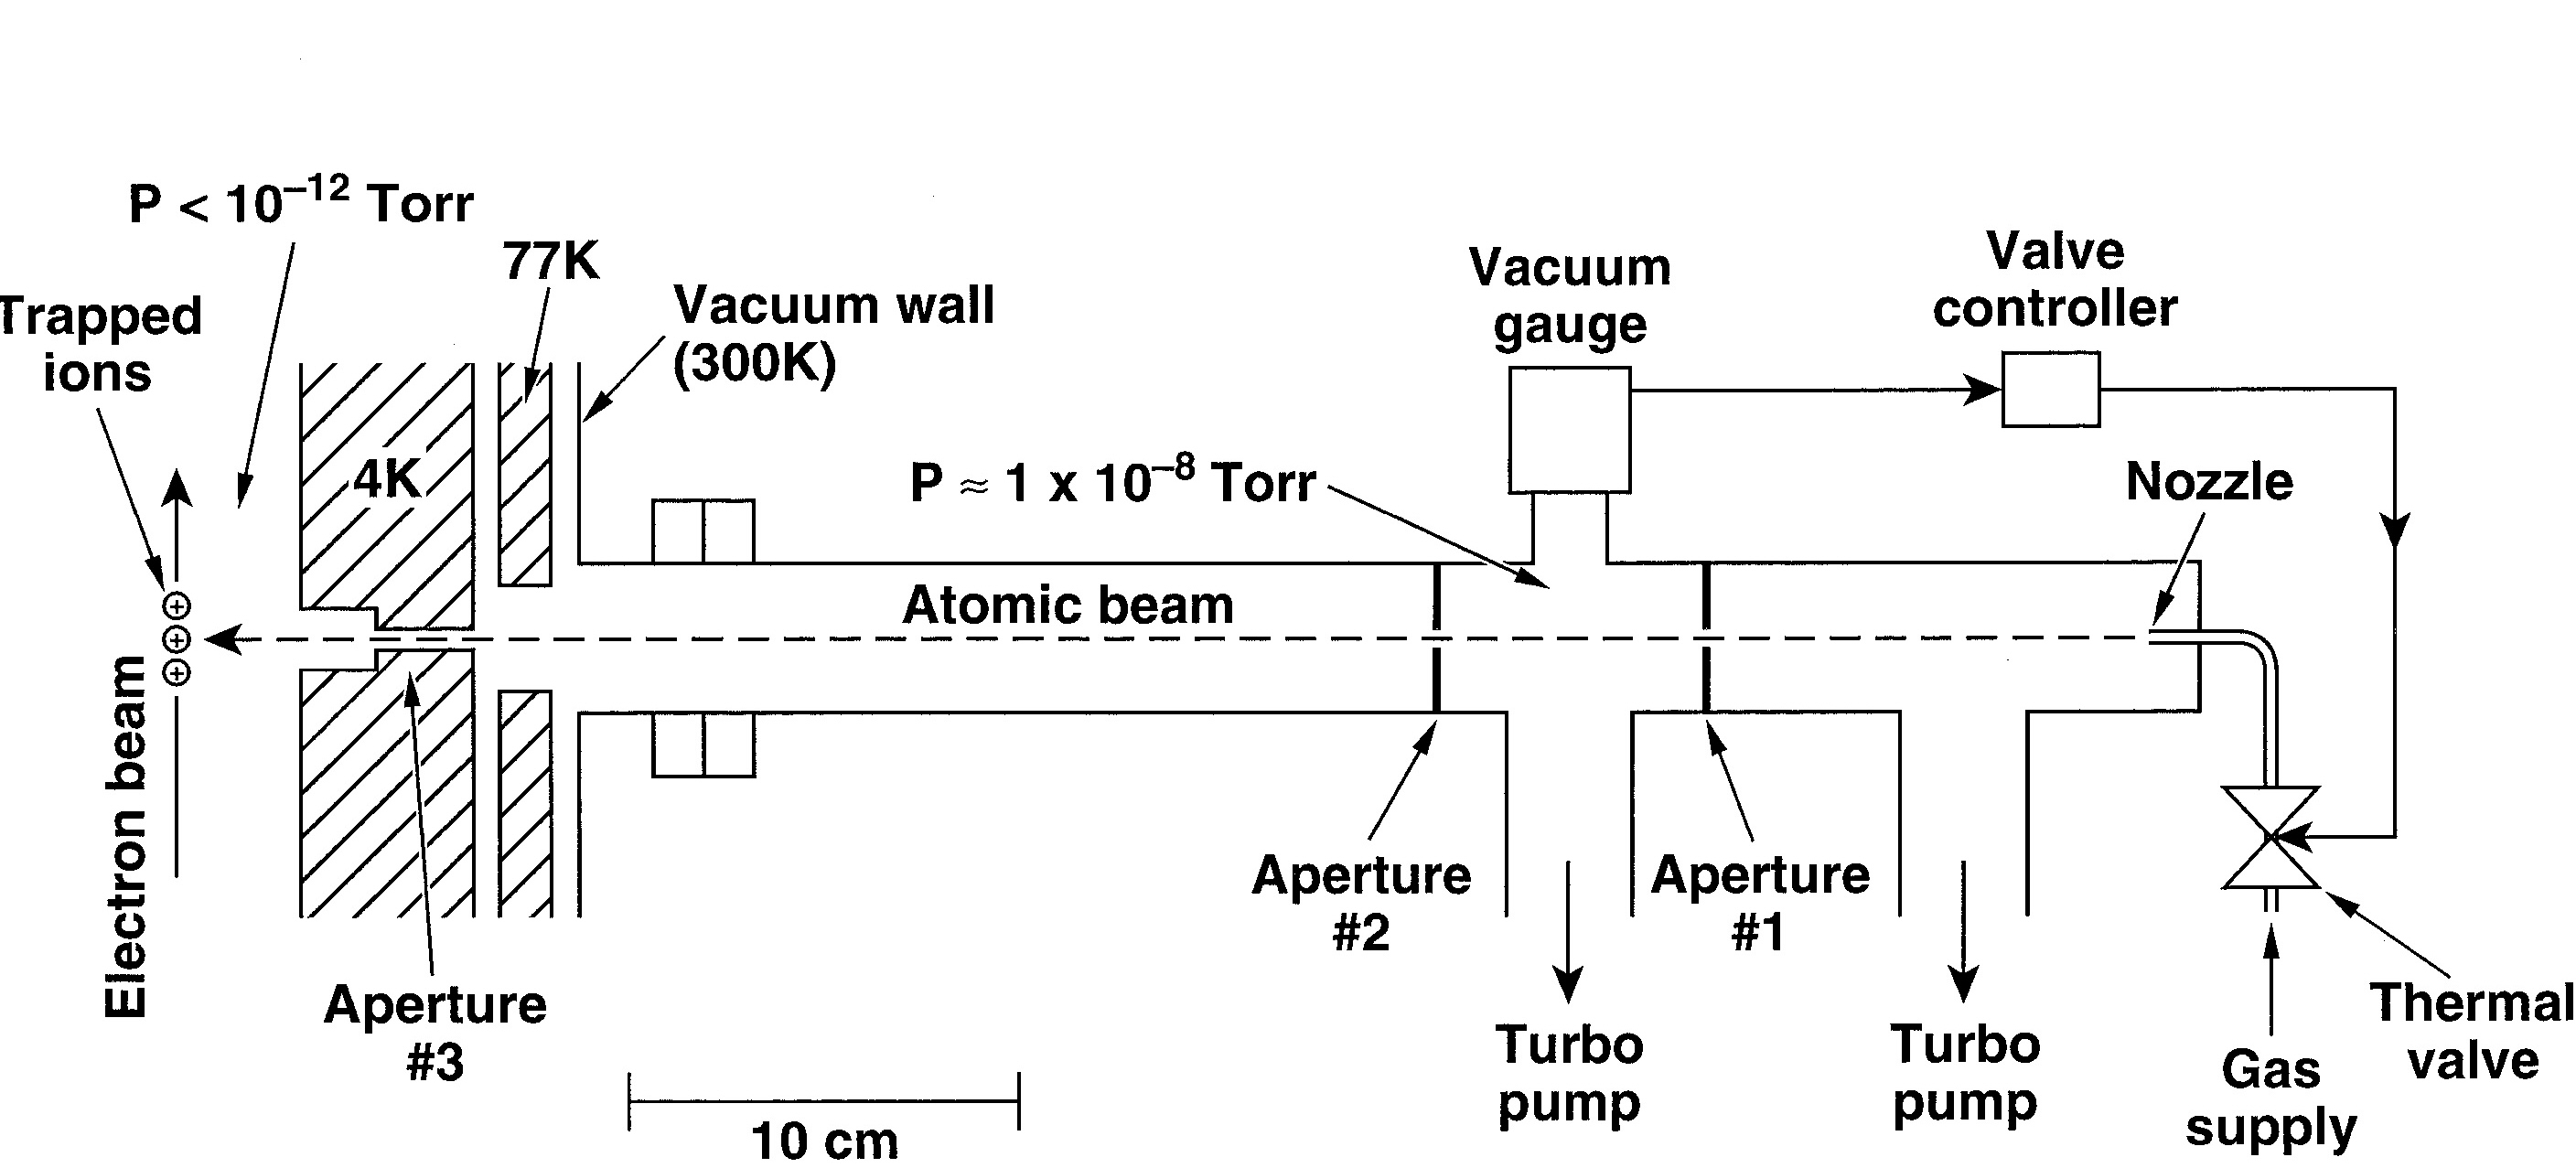 P < 10⁻¹² Torr
77K
Trapped
ions
Vacuum wall
(300K)
Vacuum
gauge
Valve
controller
4K
P ≈ 1 x 10⁻⁸ Torr
Nozzle
Atomic beam
Electron beam
Aperture
#3
Aperture
#2
Aperture
#1
Turbo
pump
Turbo
pump
Thermal
valve
Gas
supply
10 cm